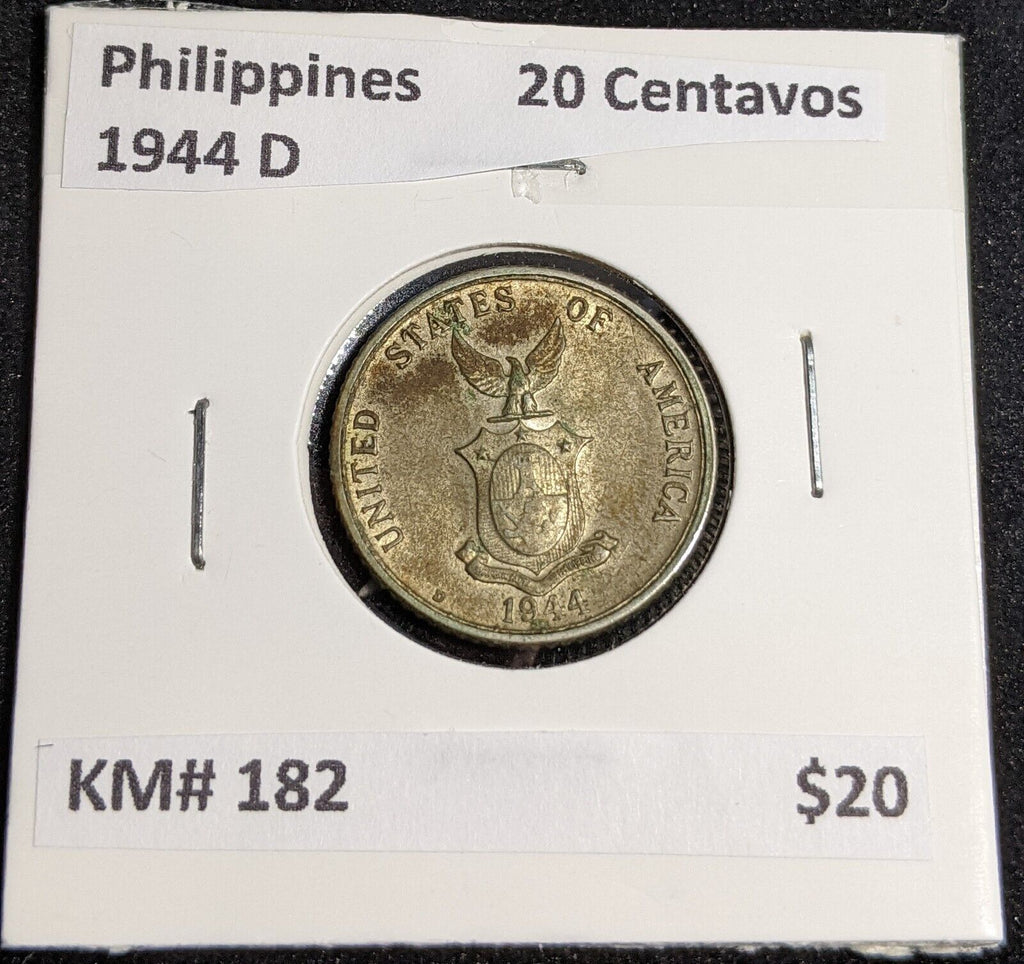 Philippines 20 Centavos
1944 D
UNITED STATES OF AMERICA
D
1944
KM# 182 $20